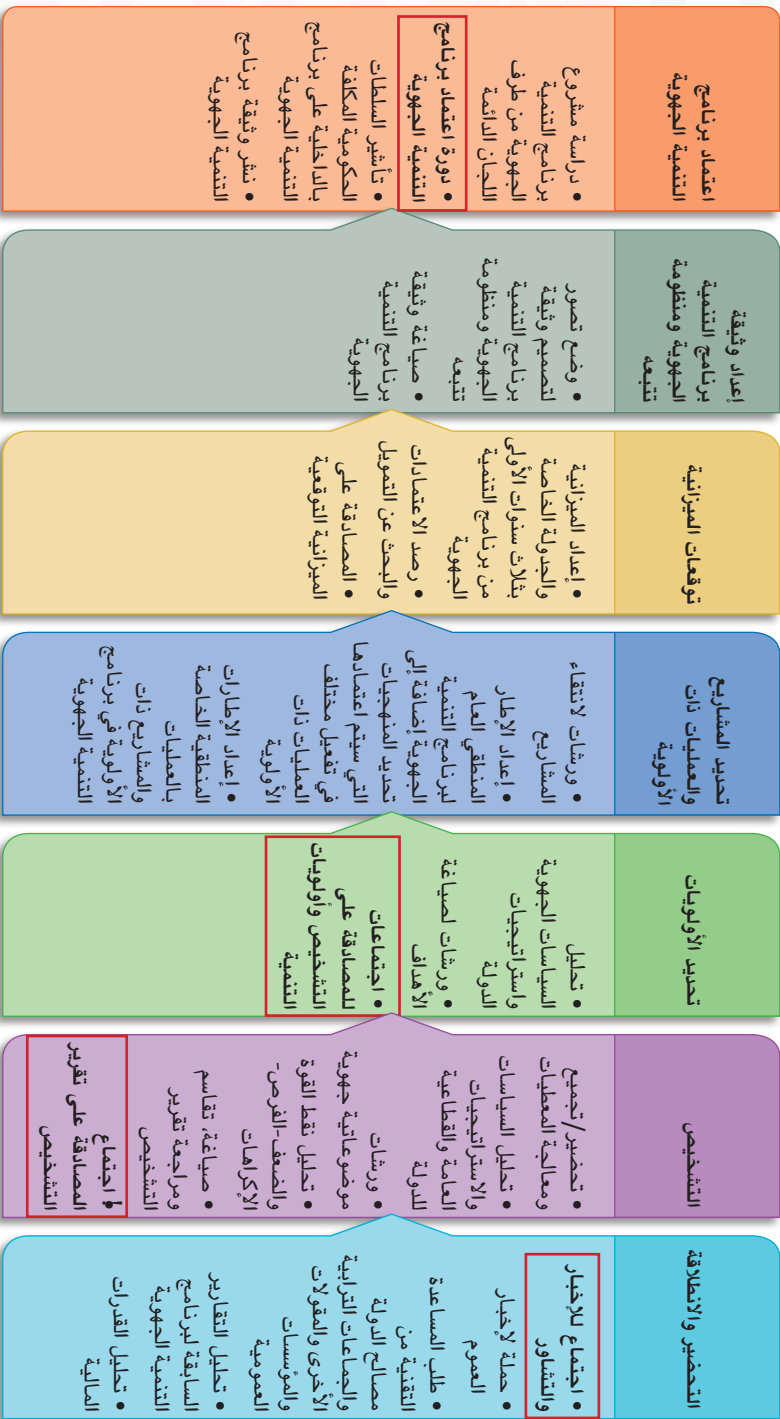 التحضير والانطلاقة
• اجتماع للإخبار
والتشاور
• حملة لإخبار
العموم
• طلب المساعدة
التقنية من
مصالح الدولة
والجماعات الترابية
الأخرى والمقولات
والمؤسسات
العمومية
• تحليل التقارير
السابقة لبرنامج
التنمية الجهوية
• تحليل القدرات
المالية
التشخيص
• تحضير/تجميع
ومعالجة المعطيات
• تحليل السياسات
والاستراتيجيات
العامة والقطاعية
للدولة
• ورشات
موضوعاتية جهوية
• تحليل نقط القوة
والضعف-الفرص-
الإكراهات
• صياغة، تقاسم
ومراجعة تقرير
التشخيص
! اجتماع
المصادقة على تقرير
التشخيص
تحديد الأولويات
• تحليل
السياسات الجهوية
واستراتيجيات
الدولة
• ورشات لصياغة
الأهداف
• اجتماعات
للمصادقة على
التشخيص وأولويات
التنمية
تحديد المشاريع
والعمليات ذات
الأولوية
• ورشات لانتقاء
المشاريع
• إعداد الإطار
المنطقي العام
لبرنامج التنمية
الجهوية إضافة إلى
تحديد المنهجيات
التي سيتم اعتمادها
في تفعيل مختلف
العمليات ذات
الأولوية
• إعداد الإطارات
المنطقية الخاصة
بالعمليات
والمشاريع ذات
الأولوية في برنامج
التنمية الجهوية
توقعات الميزانية
• إعداد الميزانية
والجدولة الخاصة
بثلاث سنوات الأولى
من برنامج التنمية
الجهوية
• رصد الاعتمادات
والبحث عن التمويل
• المصادقة على
الميزانية التوقعية
إعداد وثيقة
برنامج التنمية
الجهوية ومنظومة
تتبعه
• وضع تصور
لتصميم وثيقة
برنامج التنمية
الجهوية ومنظومة
تتبعه
• صياغة وثيقة
برنامج التنمية
الجهوية
اعتماد برنامج
التنمية الجهوية
• دراسة مشروع
برنامج التنمية
الجهوية من طرف
اللجان الدائمة
• دورة اعتماد برنامج
التنمية الجهوية
• تأشير السلطات
الحكومية المكلفة
بالداخلية على برنامج
التنمية الجهوية
• نشر وثيقة برنامج
التنمية الجهوية